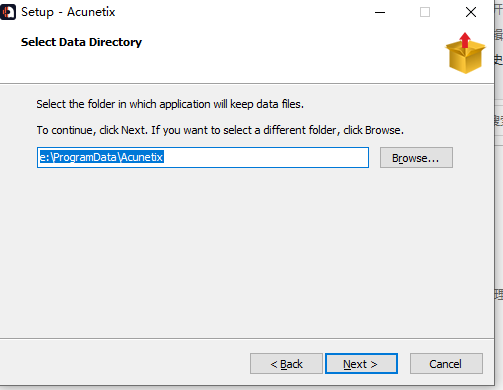 Setup - Acunetix
Select Data Directory
Select the folder in which application will keep data files.
To continue, click Next. If you want to select a different folder, click Browse.
e:\ProgramData\Acunetix
Browse...
< Back
Next >
Cancel